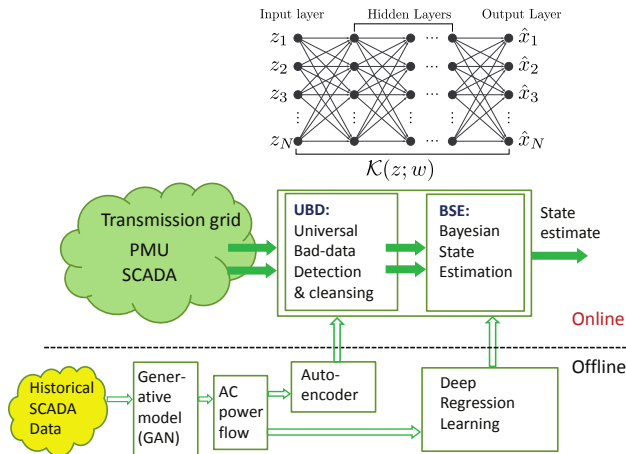 Input layer
Hidden Layers
Output Layer
z1
x̂1
z2
x̂2
z3
x̂3
zN
x̂N
K(z; w)
Transmission grid
PMU
SCADA
UBD:
Universal
Bad-data
Detection
& cleansing
BSE:
Bayesian
State
Estimation
State
estimate
Online
Offline
Historical
SCADA
Data
Gener-
ative
model
(GAN)
AC
power
flow
Auto-
encoder
Deep
Regression
Learning